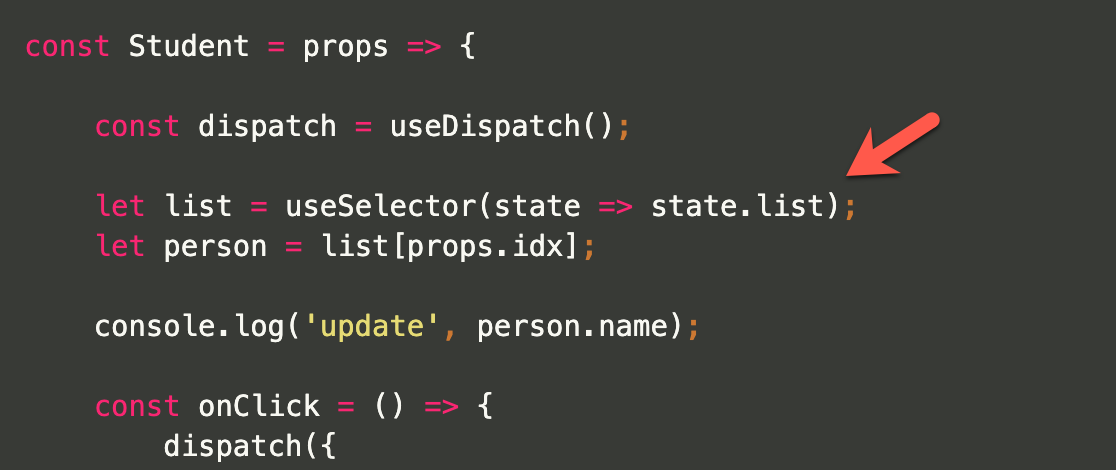 const Student = props => {
const dispatch = useDispatch();
let list = useSelector(state => state.list);
let person = list[props.idx];
console.log('update', person.name);
const onClick = () => {
dispatch({